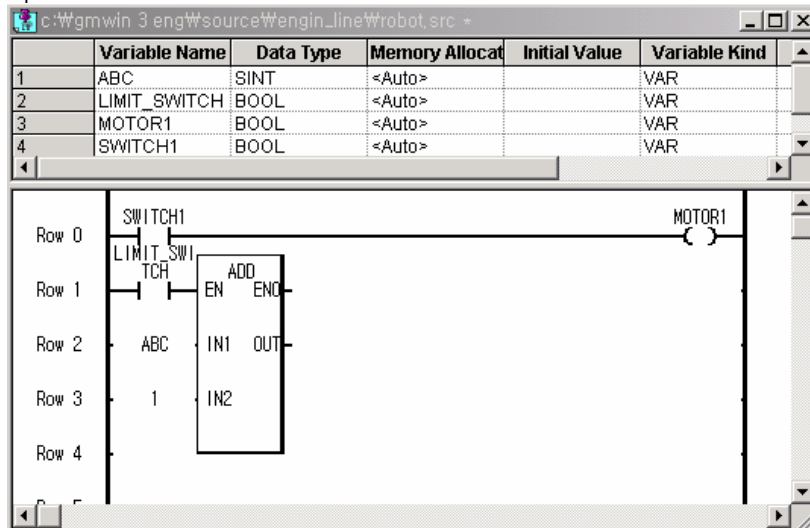 c:₩gmwin 3 eng₩source₩engin_line₩robot,src *
Variable Name Data Type Memory Allocat Initial Value Variable Kind
1 ABC SINT <Auto> VAR
2 LIMIT_SWITCH BOOL <Auto> VAR
3 MOTOR1 BOOL <Auto> VAR
4 SWITCH1 BOOL <Auto> VAR
SWITCH1 MOTOR1
Row 0
LIMIT_SWI
TCH ADD
Row 1 EN ENO
Row 2 ABC IN1 OUT
Row 3 1 IN2
Row 4